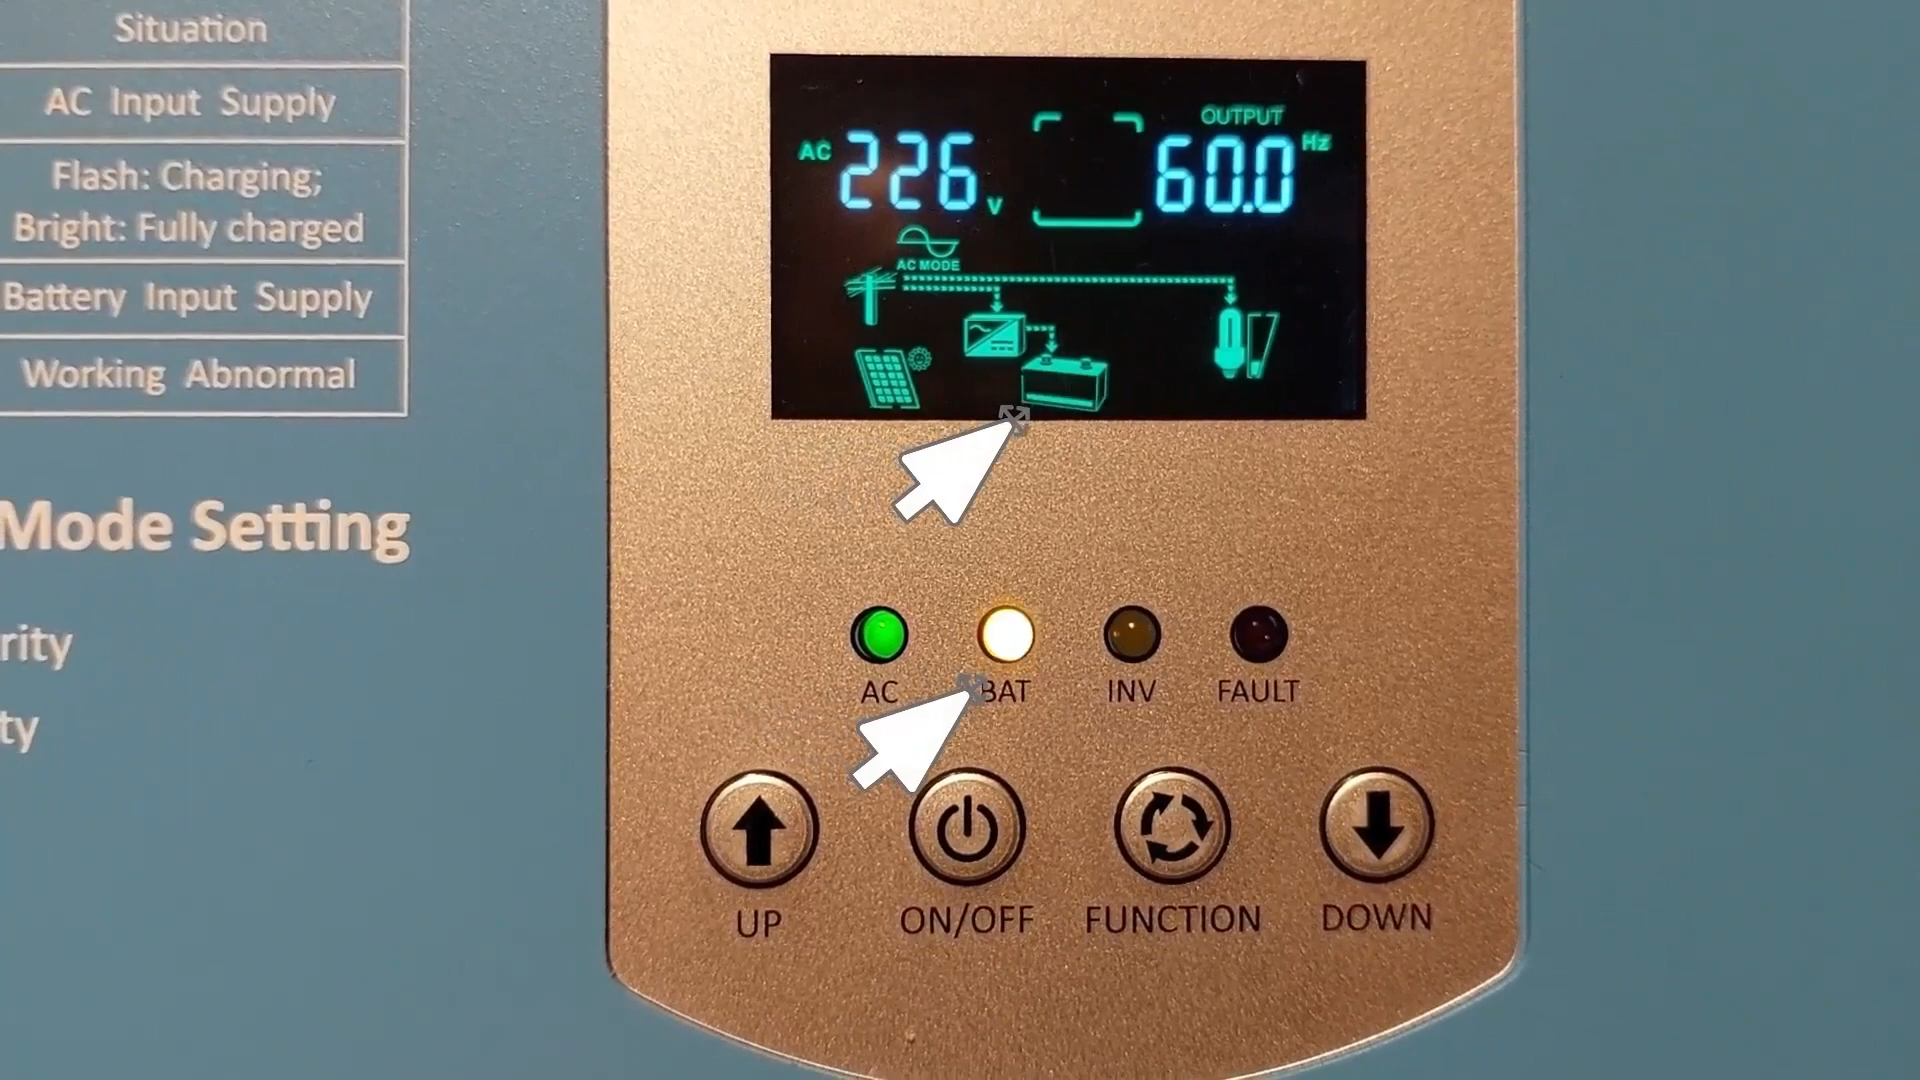 Situation
AC Input Supply
Flash: Charging;
Bright: Fully charged
Battery Input Supply
Working Abnormal
Mode Setting
rity
ty
OUTPUT
AC 226 V 60.0 Hz
AC MODE
AC BAT INV FAULT
UP ON/OFF FUNCTION DOWN